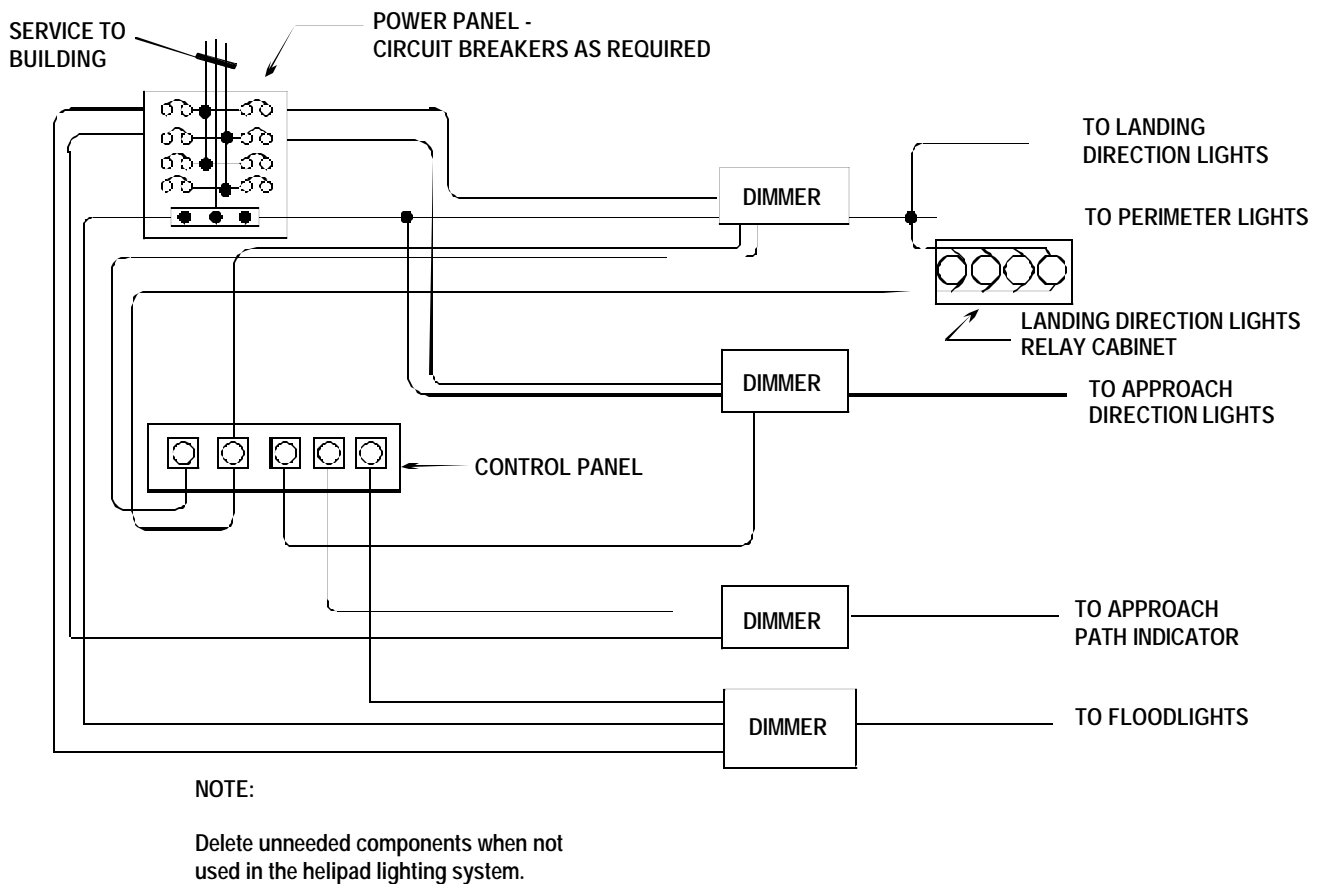 SERVICE TO
BUILDING
POWER PANEL -
CIRCUIT BREAKERS AS REQUIRED
TO LANDING
DIRECTION LIGHTS
DIMMER
TO PERIMETER LIGHTS
LANDING DIRECTION LIGHTS
RELAY CABINET
DIMMER
TO APPROACH
DIRECTION LIGHTS
CONTROL PANEL
DIMMER
TO APPROACH
PATH INDICATOR
DIMMER
TO FLOODLIGHTS
NOTE:
Delete unneeded components when not
used in the helipad lighting system.